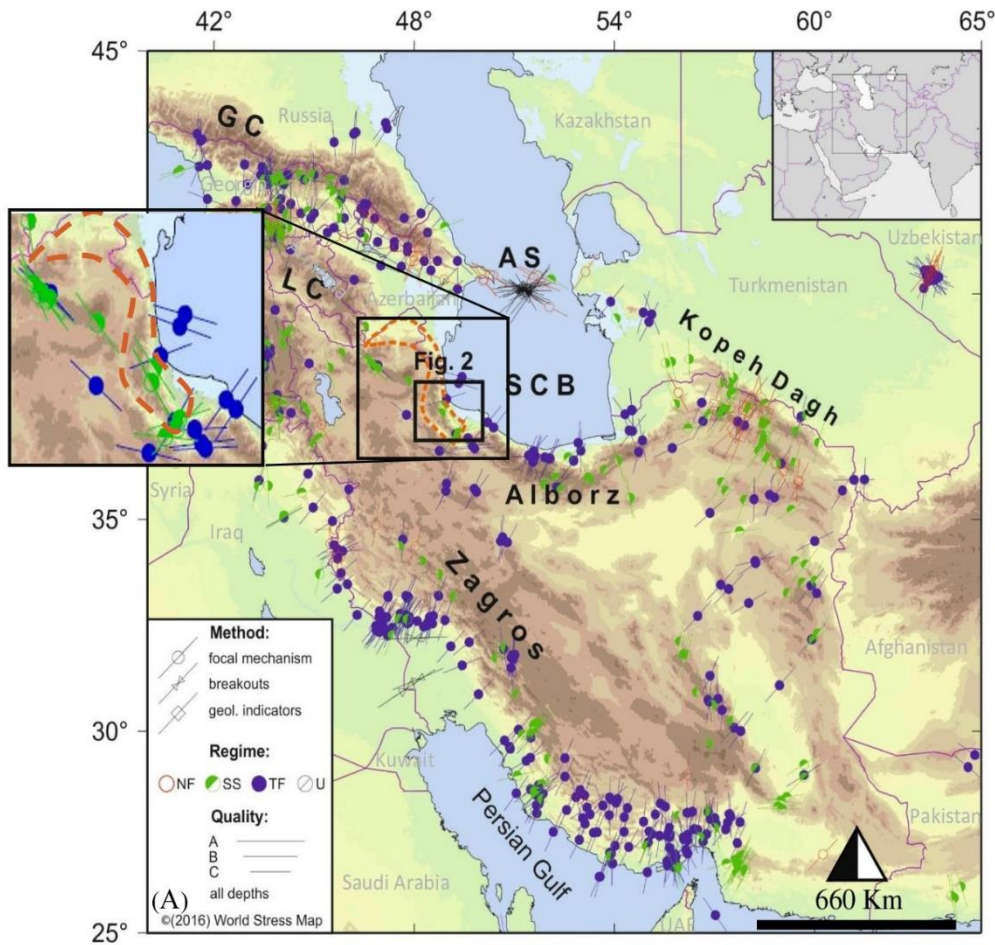 42° 48° 54° 60° 65°
45°
GC
Russia
Kazakhstan
Georgia
Uzbekistan
AS
LC
Azerbaijan
Turkmenistan
Kopeh Dagh
Fig. 2
SCB
Syria
Alborz
35°
Iraq
Zagros
Afghanistan
Method:
focal mechanism
breakouts
geol. indicators
30°
Regime:
NF SS TF U
Kuwait
Persian Gulf
Pakistan
Quality:
A
B
C
all depths
(A)
©(2016) World Stress Map
Saudi Arabia
UAE
660 Km
25°